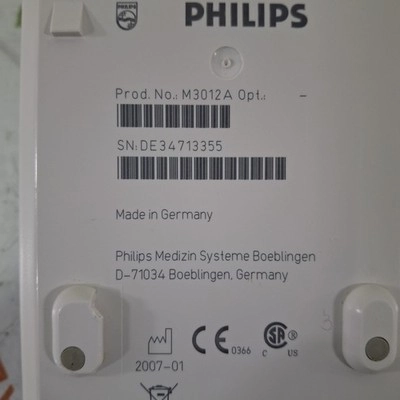 PHILIPS
Prod. No.: M3012A Opt.: -
SN:DE34713355
Made in Germany
Philips Medizin Systeme Boeblingen
D-71034 Boeblingen, Germany
2007-01
CE 0366
SA
C US